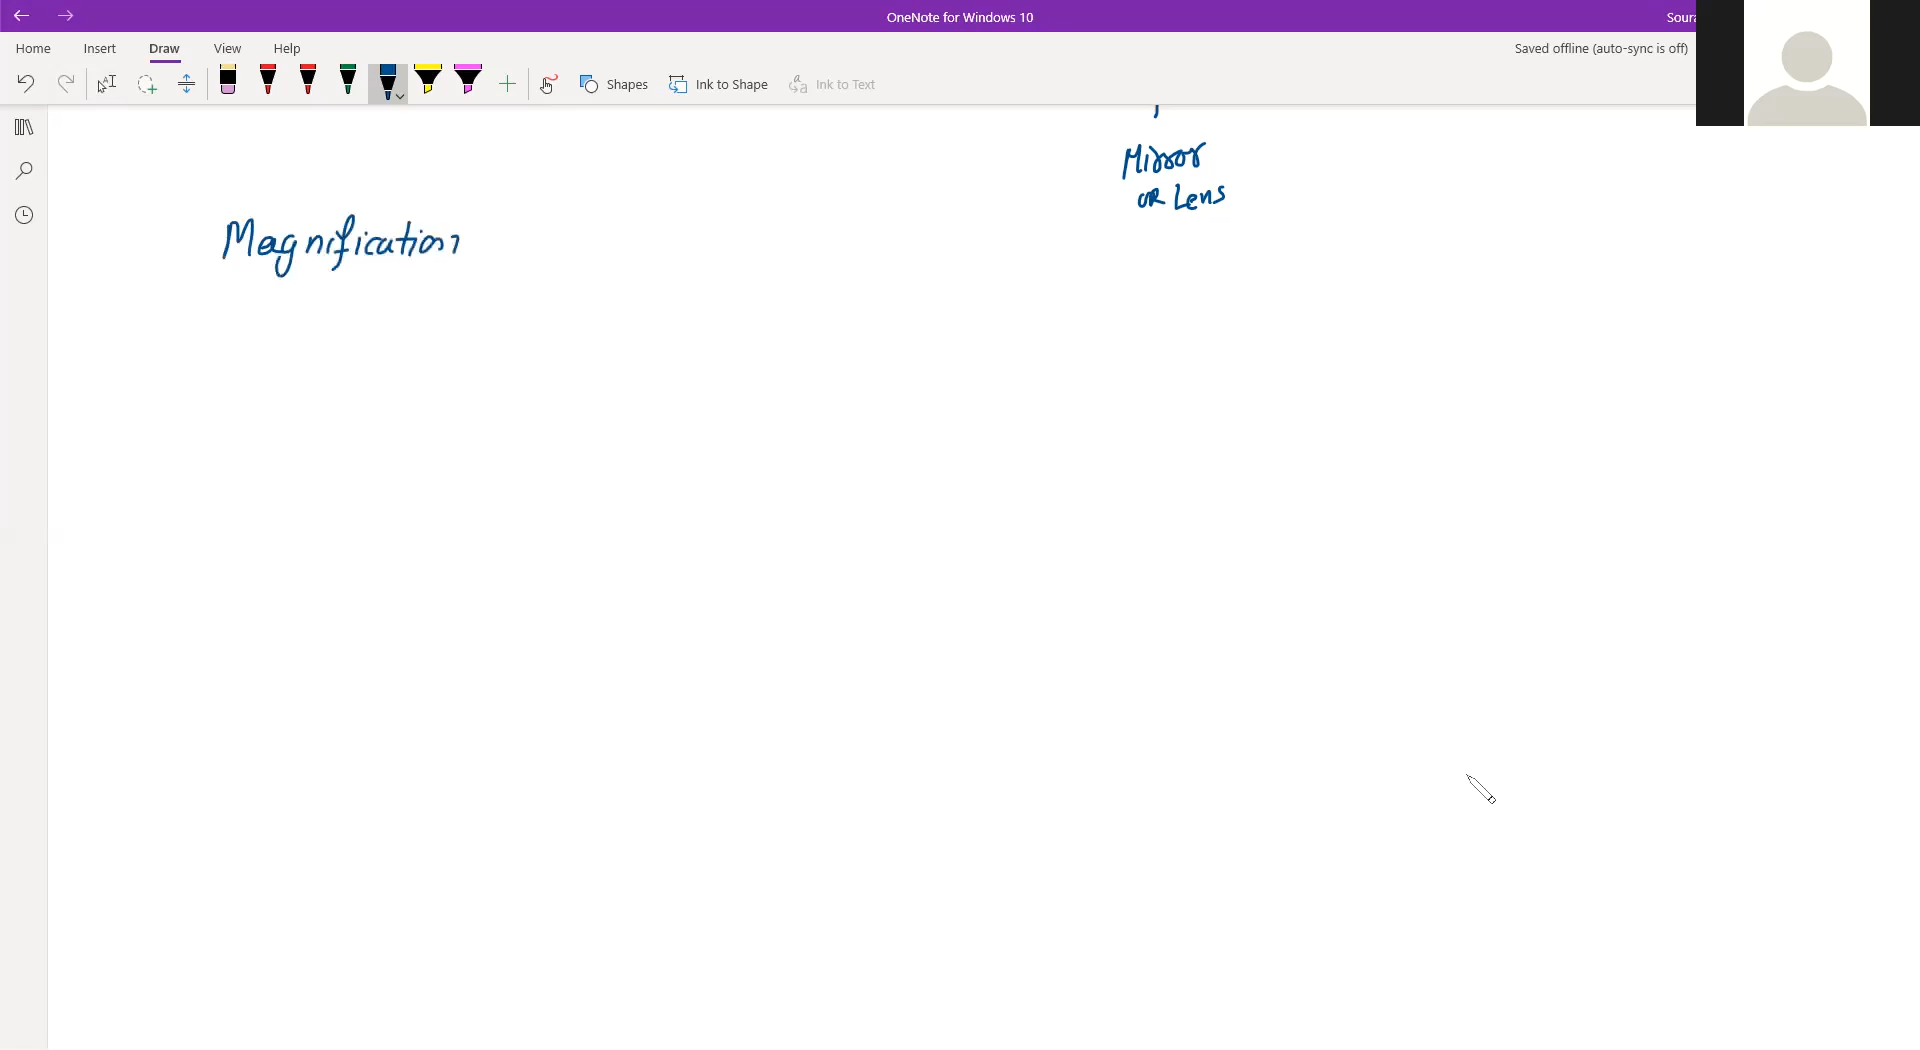 OneNote for Windows 10
Soura
Home Insert Draw View Help
Saved offline (auto-sync is off)
Shapes Ink to Shape Ink to Text
Mirror
OR Lens
Magnification